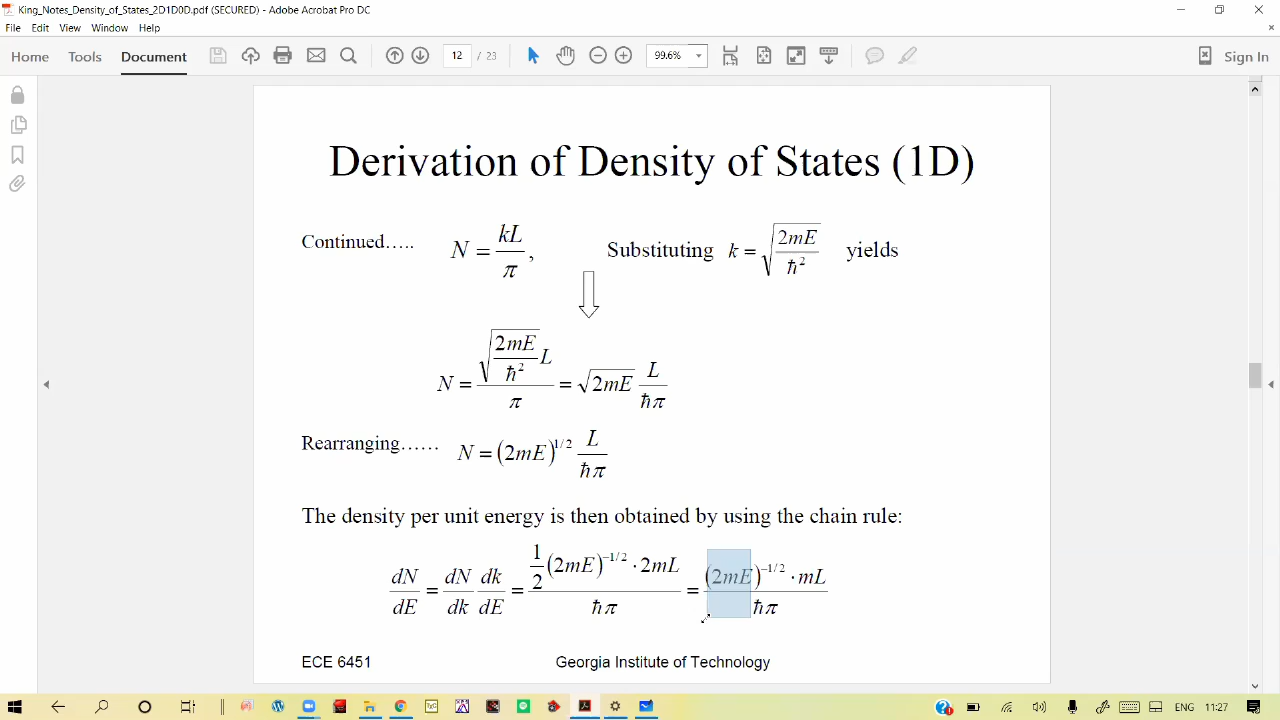 King_Notes_Density_of_States_2D1D0D.pdf (SECURED) - Adobe Acrobat Pro DC
File Edit View Window Help
Home Tools Document 12 / 23 99.6% Sign In
Derivation of Density of States (1D)
Continued….. N = kL/π, Substituting k = √(2mE/ħ²) yields
N = √(2mE/ħ²) L / π = √2mE L/ħπ
Rearranging…… N = (2mE)^1/2 L/ħπ
The density per unit energy is then obtained by using the chain rule:
dN/dE = dN/dk dk/dE = 1/2 (2mE)^−1/2 · 2mL / ħπ = (2mE)^−1/2 · mL / ħπ
ECE 6451 Georgia Institute of Technology
ENG 11:27